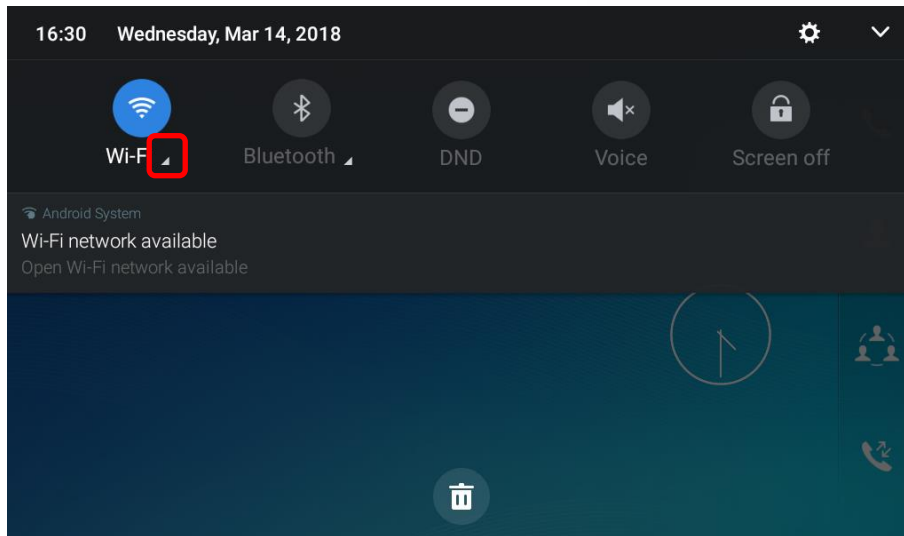 16:30 Wednesday, Mar 14, 2018
Wi-F Bluetooth DND Voice Screen off
Android System
Wi-Fi network available
Open Wi-Fi network available